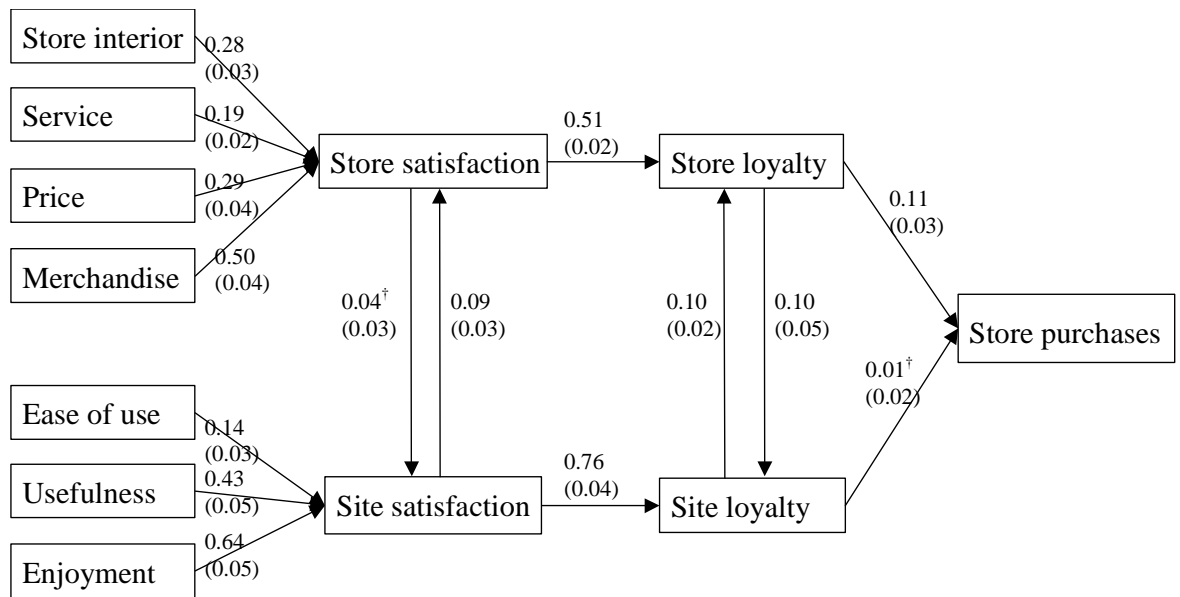 Store interior
0.28
(0.03)
Service
0.19
(0.02)
Price
0.29
(0.04)
Merchandise
0.50
(0.04)
Store satisfaction
0.51
(0.02)
Store loyalty
0.11
(0.03)
0.04†
(0.03)
0.09
(0.03)
0.10
(0.02)
0.10
(0.05)
Store purchases
0.01†
(0.02)
Ease of use
0.14
(0.03)
Usefulness
0.43
(0.05)
Enjoyment
0.64
(0.05)
Site satisfaction
0.76
(0.04)
Site loyalty